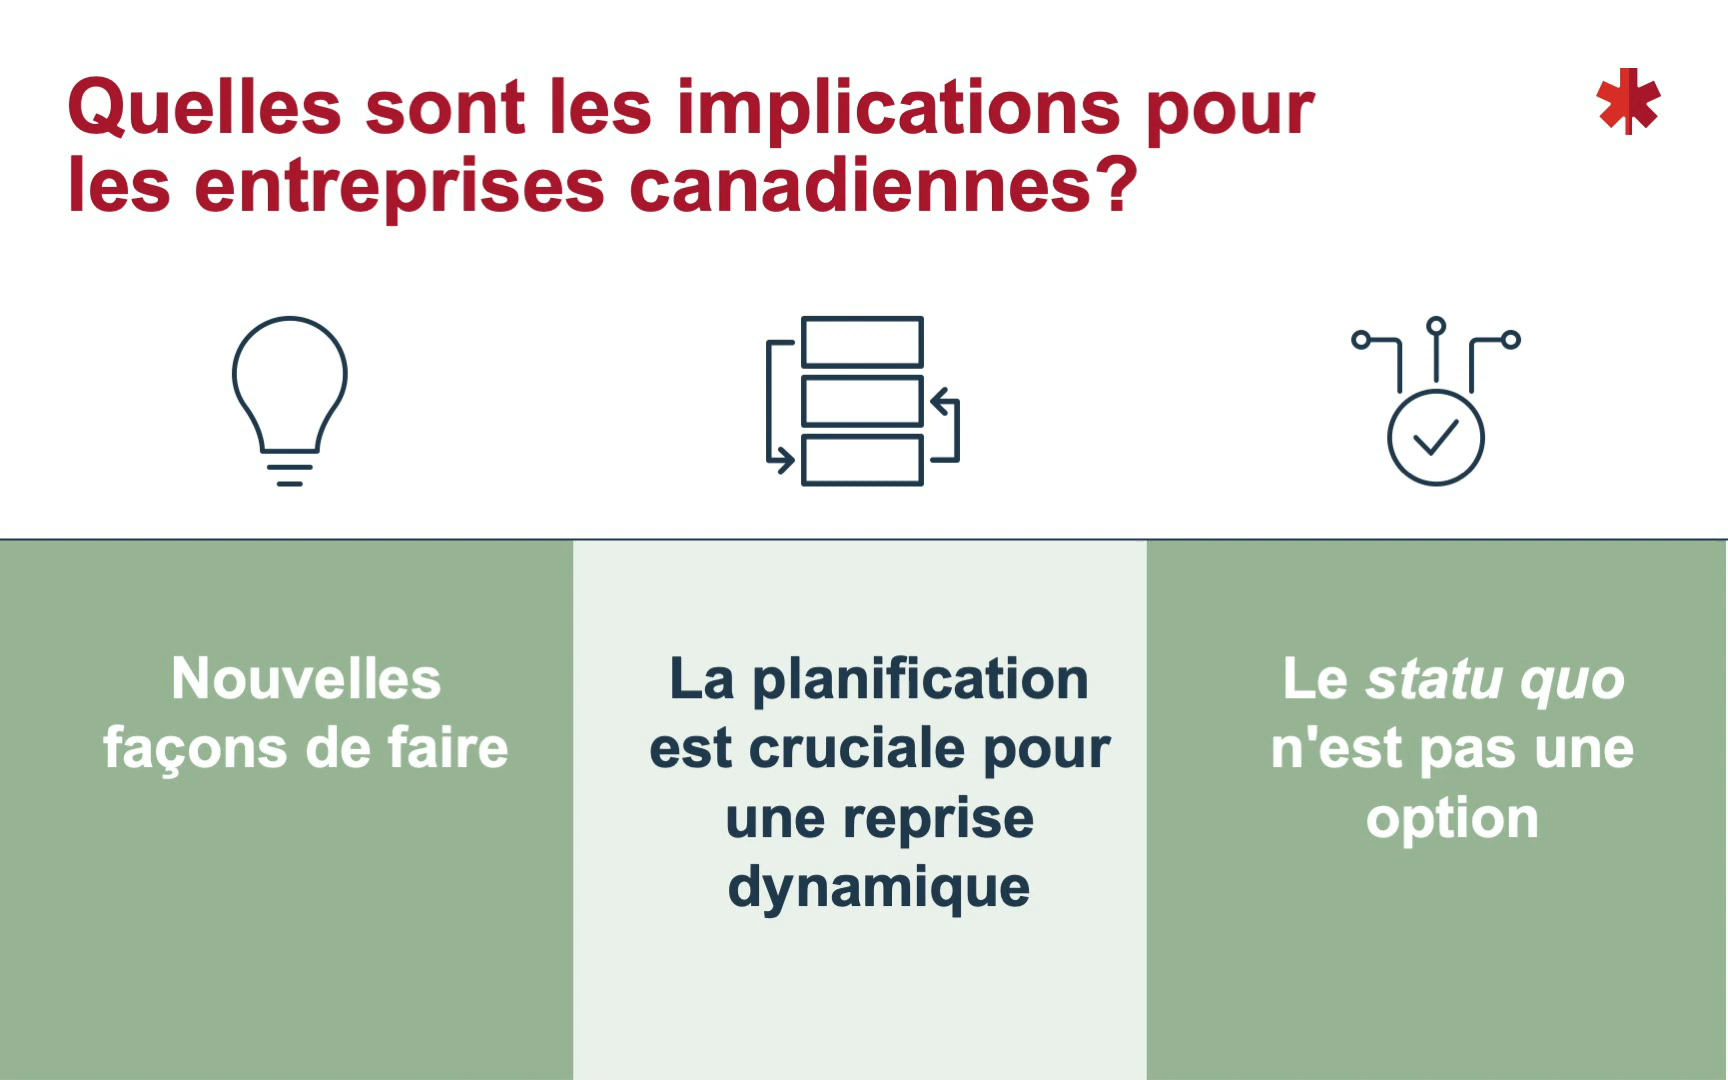 Quelles sont les implications pour
les entreprises canadiennes?
Nouvelles
façons de faire
La planification
est cruciale pour
une reprise
dynamique
Le statu quo
n'est pas une
option